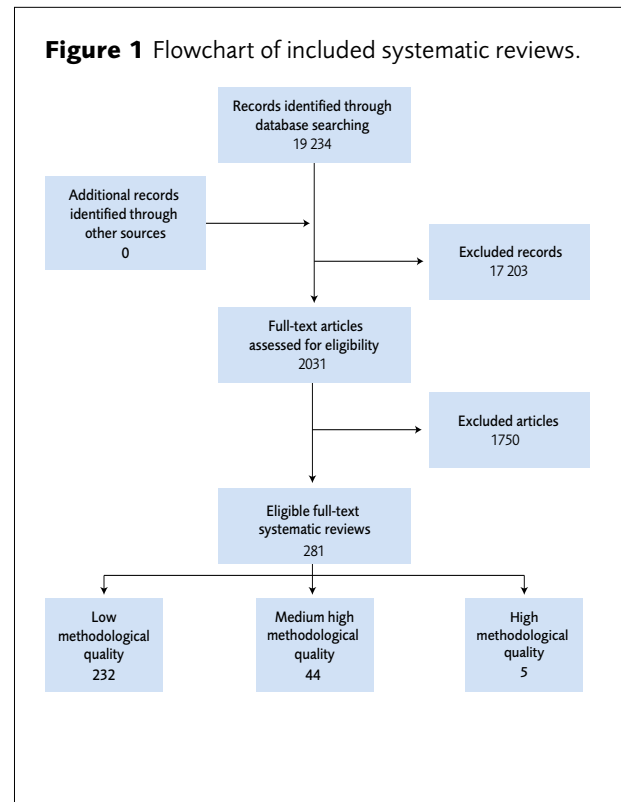 Figure 1 Flowchart of included systematic reviews.
Records identified through
database searching
19 234
Additional records
identified through
other sources
0
Excluded records
17 203
Full-text articles
assessed for eligibility
2031
Excluded articles
1750
Eligible full-text
systematic reviews
281
Low
methodological
quality
232
Medium high
methodological
quality
44
High
methodological
quality
5